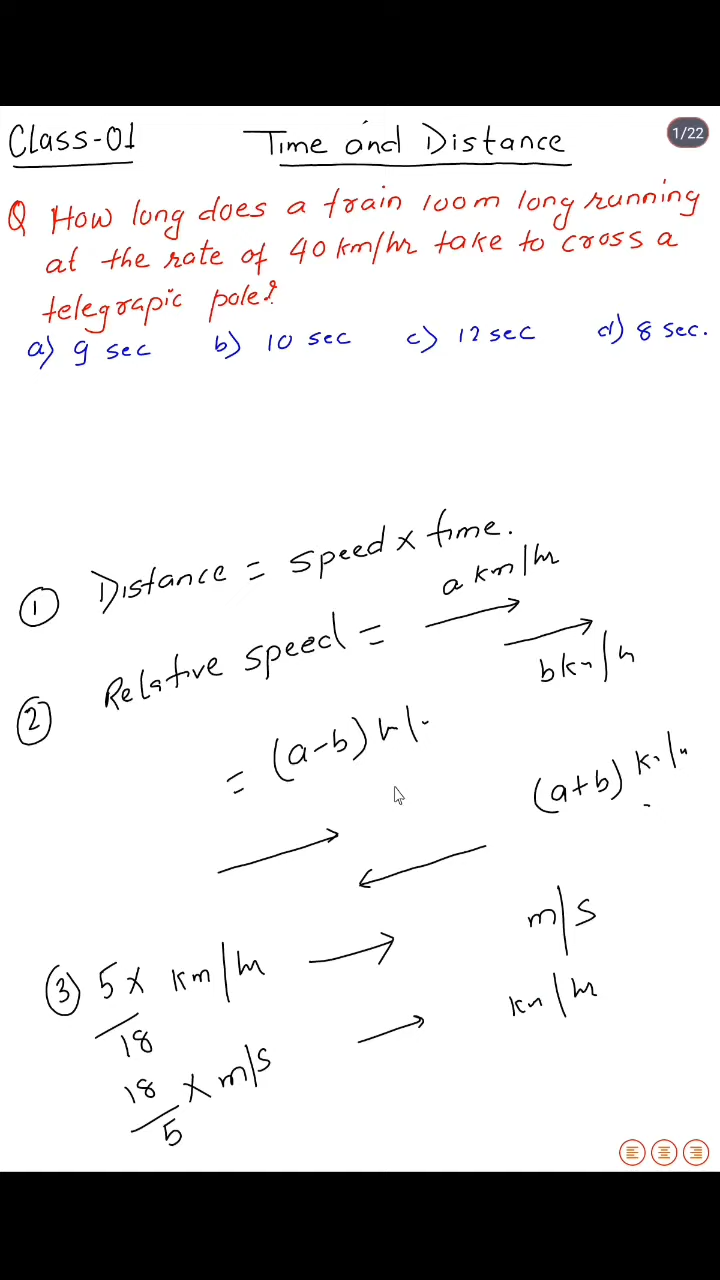 Class-01 Time and Distance
1/22
Q How long does a train 100m long running
at the rate of 40 km/hr take to cross a
telegrapic pole?
a) 9 sec b) 10 sec c) 12 sec d) 8 sec.
① Distance = speed × time.
a km/hr
② Relative speed =
b km/h
= (a-b)
(a+b)
③ 5/18 × km/hr → m/s
18/5 × m/s → km/hr